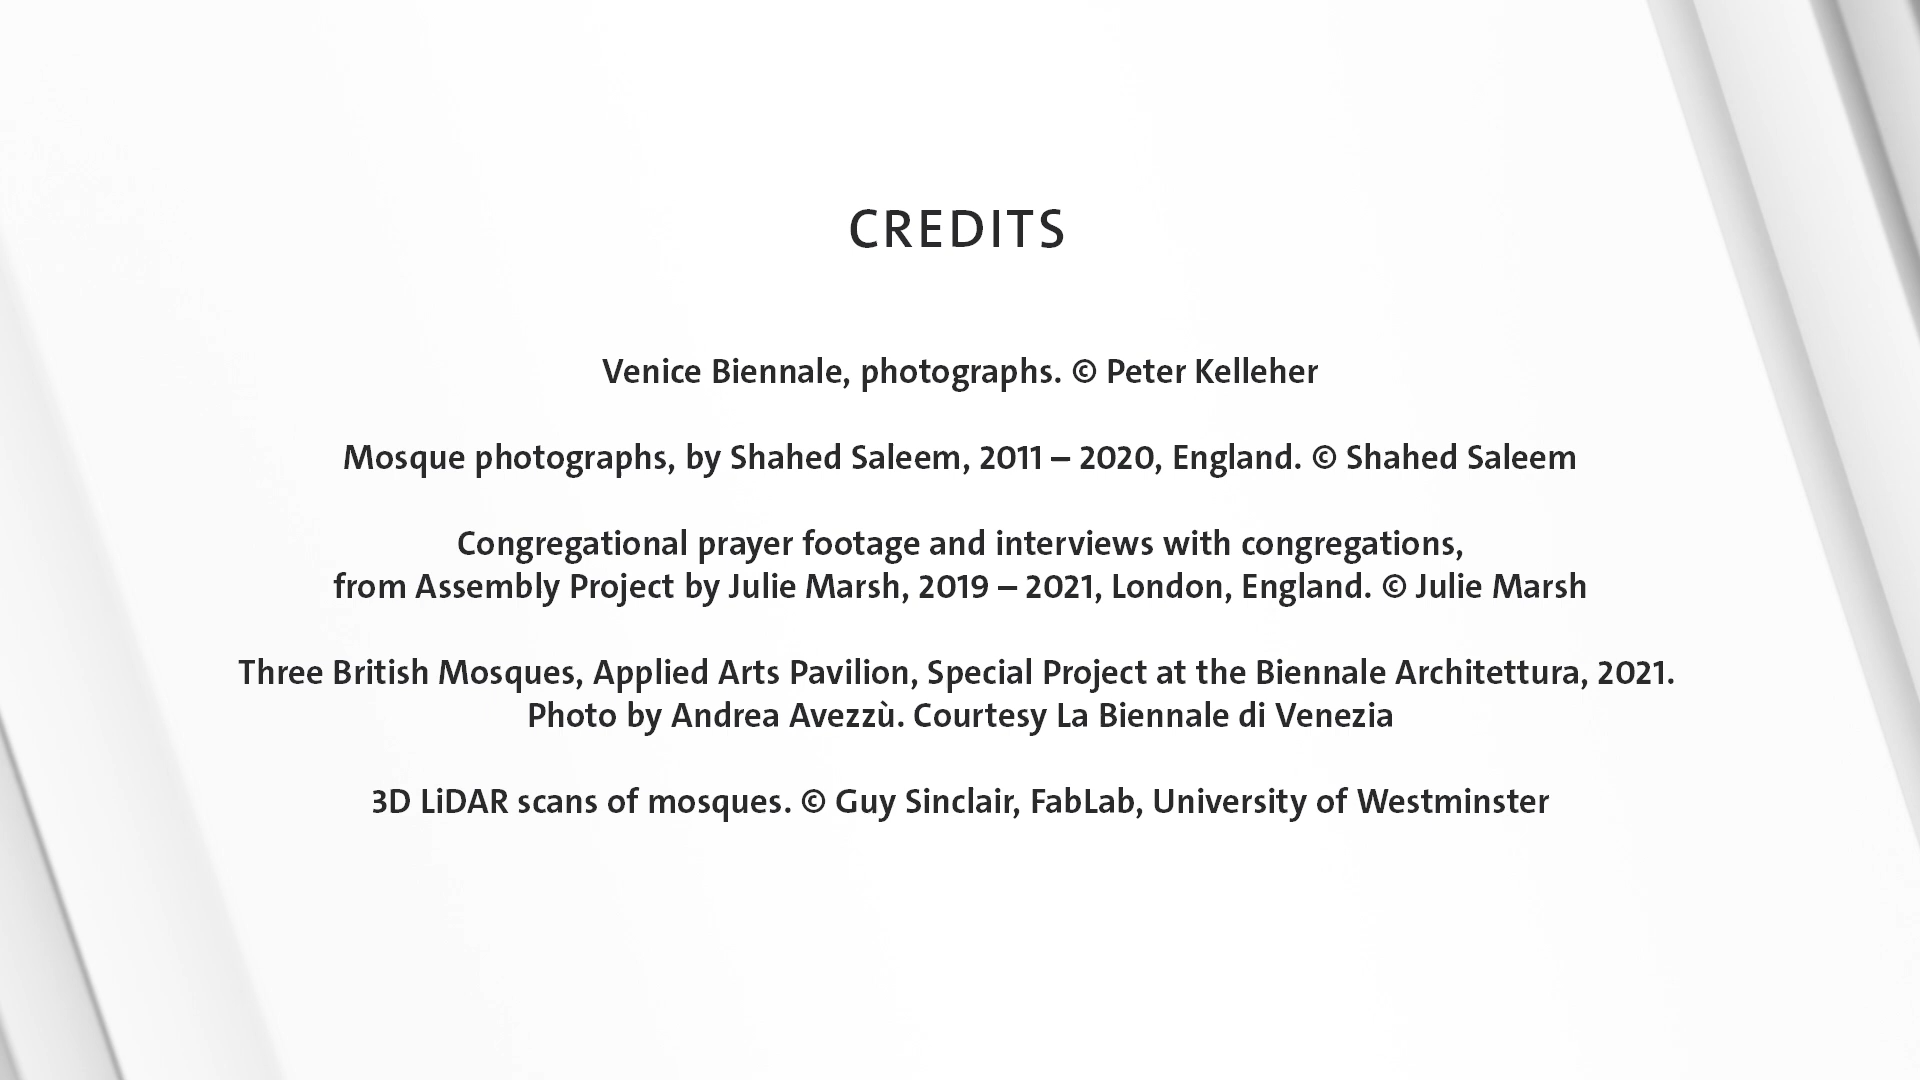 CREDITS
Venice Biennale, photographs. © Peter Kelleher
Mosque photographs, by Shahed Saleem, 2011 – 2020, England. © Shahed Saleem
Congregational prayer footage and interviews with congregations,
from Assembly Project by Julie Marsh, 2019 – 2021, London, England. © Julie Marsh
Three British Mosques, Applied Arts Pavilion, Special Project at the Biennale Architettura, 2021.
Photo by Andrea Avezzù. Courtesy La Biennale di Venezia
3D LiDAR scans of mosques. © Guy Sinclair, FabLab, University of Westminster